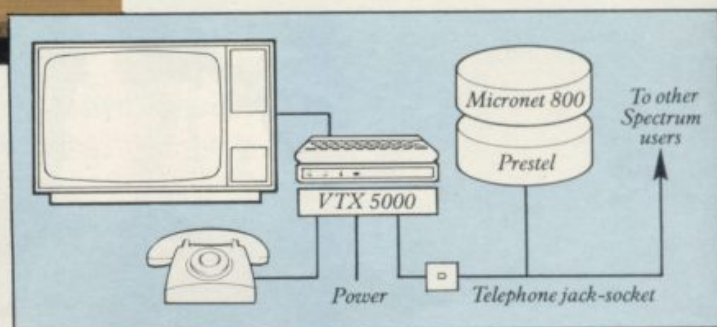 Micronet 800
Prestel
To other
Spectrum
users
VTX 5000
Power
Telephone jack-socket